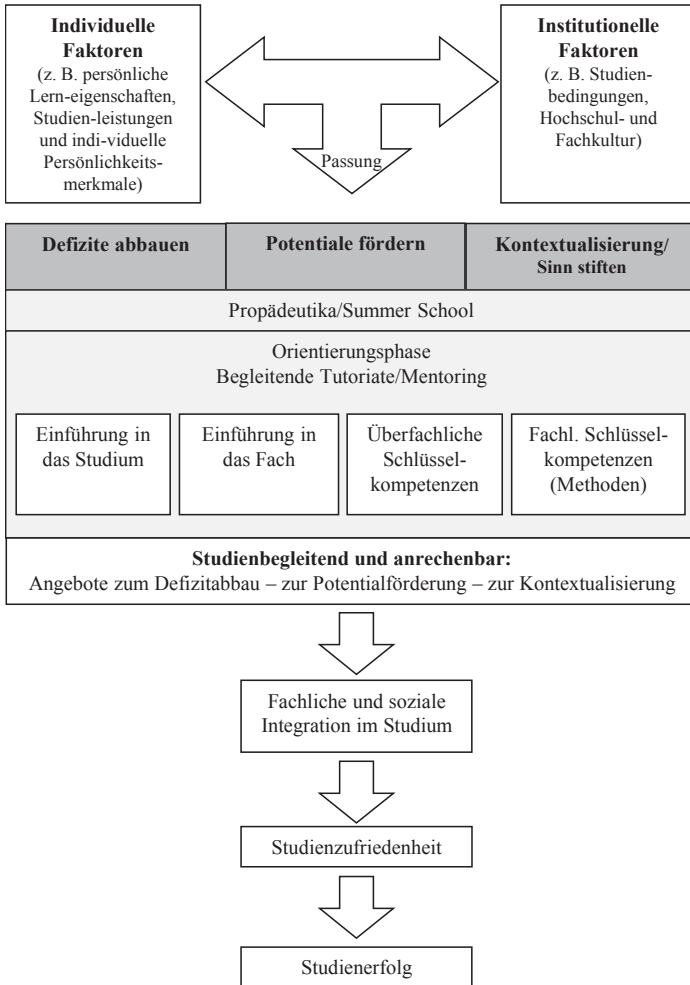 Individuelle
Faktoren
(z. B. persönliche
Lern-eigenschaften,
Studien-leistungen
und indi-viduelle
Persönlichkeits-
merkmale)
Institutionelle
Faktoren
(z. B. Studien-
bedingungen,
Hochschul- und
Fachkultur)
Passung
Defizite abbauen
Potentiale fördern
Kontextualisierung/
Sinn stiften
Propädeutika/Summer School
Orientierungsphase
Begleitende Tutoriate/Mentoring
Einführung in
das Studium
Einführung in
das Fach
Überfachliche
Schlüssel-
kompetenzen
Fachl. Schlüssel-
kompetenzen
(Methoden)
Studienbegleitend und anrechenbar:
Angebote zum Defizitabbau – zur Potentialförderung – zur Kontextualisierung
Fachliche und soziale
Integration im Studium
Studienzufriedenheit
Studienerfolg